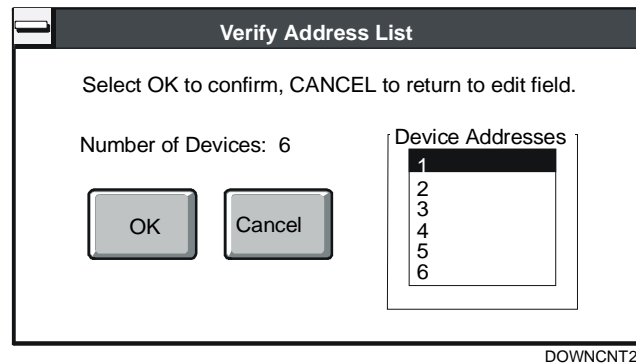 Verify Address List
Select OK to confirm, CANCEL to return to edit field.
Number of Devices: 6
Device Addresses
1
2
3
4
5
6
OK
Cancel
DOWNCNT2